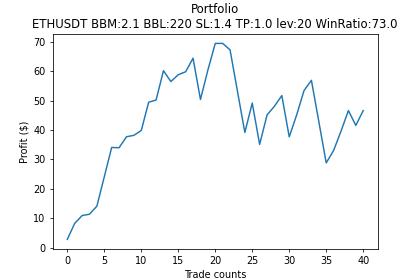 Portfolio
ETHUSDT BBM:2.1 BBL:220 SL:1.4 TP:1.0 lev:20 WinRatio:73.0
70
60
50
40
30
20
10
0
Profit ($)
0 5 10 15 20 25 30 35 40
Trade counts